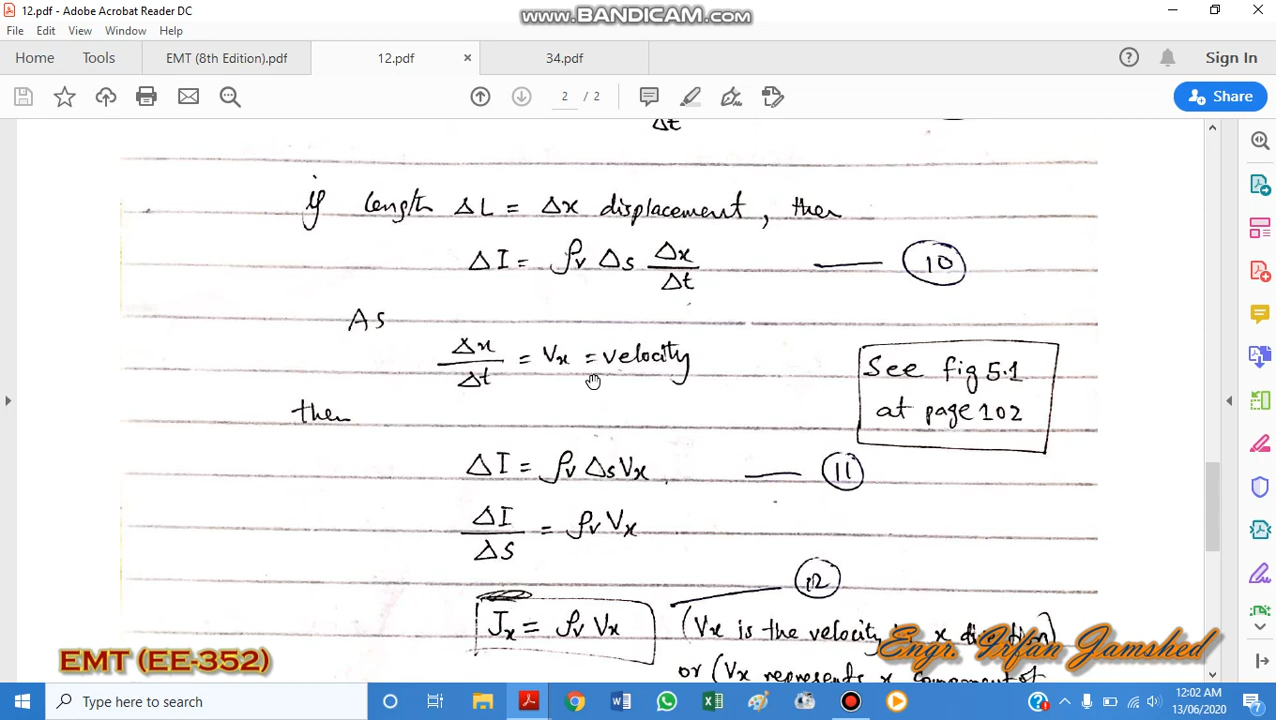 12.pdf - Adobe Acrobat Reader DC
www.BANDICAM.com
File Edit View Window Help
Home Tools EMT (8th Edition).pdf 12.pdf × 34.pdf Sign In
2 / 2 Share
Δt
if length ΔL = Δx displacement, then
ΔI = ρv Δs Δx/Δt — 10
As
Δx/Δt = Vx = velocity
See fig 5.1
at page 102
then
ΔI = ρv Δs Vx, — 11
ΔI/ΔS = ρv Vx
12
Jx = ρv Vx (Vx is the velocity in x direction)
or (Vx represents x component of
EMT (EE-352)
Engr. Irfan Jamshed
Type here to search
12:02 AM
13/06/2020